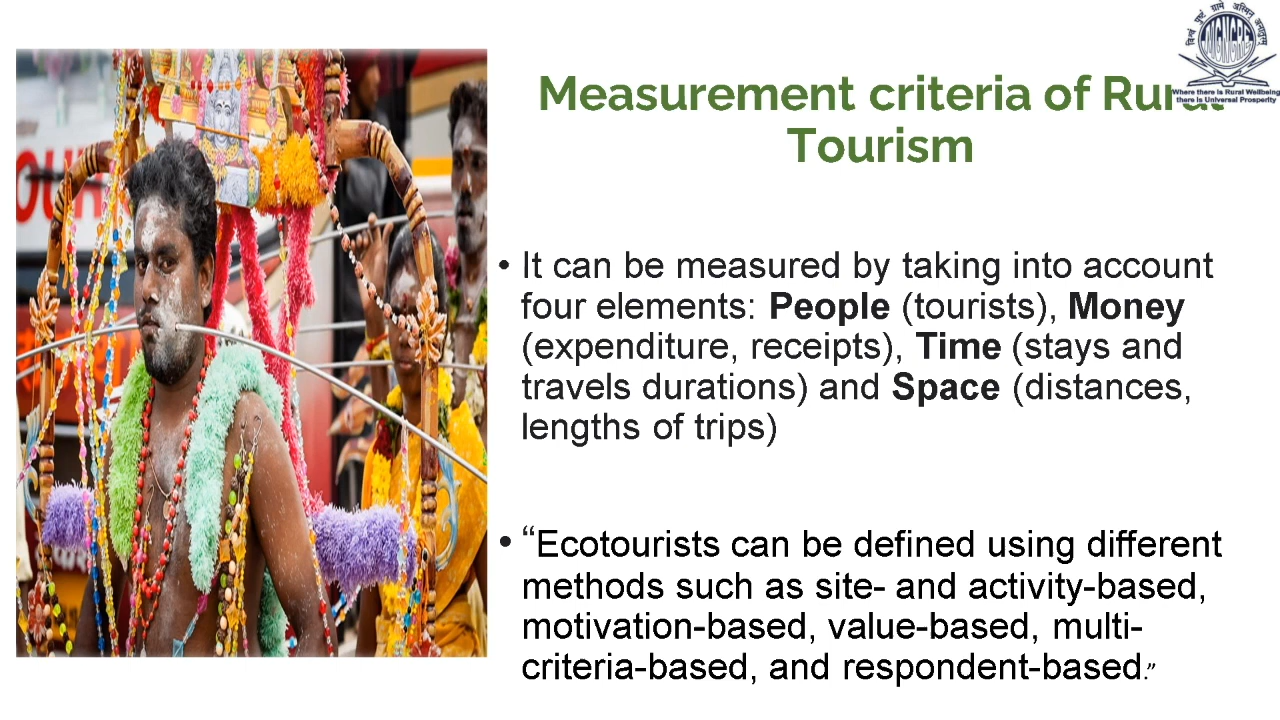 Measurement criteria of Rural
Tourism
Where there is Rural Wellbeing
there is Universal Prosperity
• It can be measured by taking into account
four elements: People (tourists), Money
(expenditure, receipts), Time (stays and
travels durations) and Space (distances,
lengths of trips)
• “Ecotourists can be defined using different
methods such as site- and activity-based,
motivation-based, value-based, multi-
criteria-based, and respondent-based.”